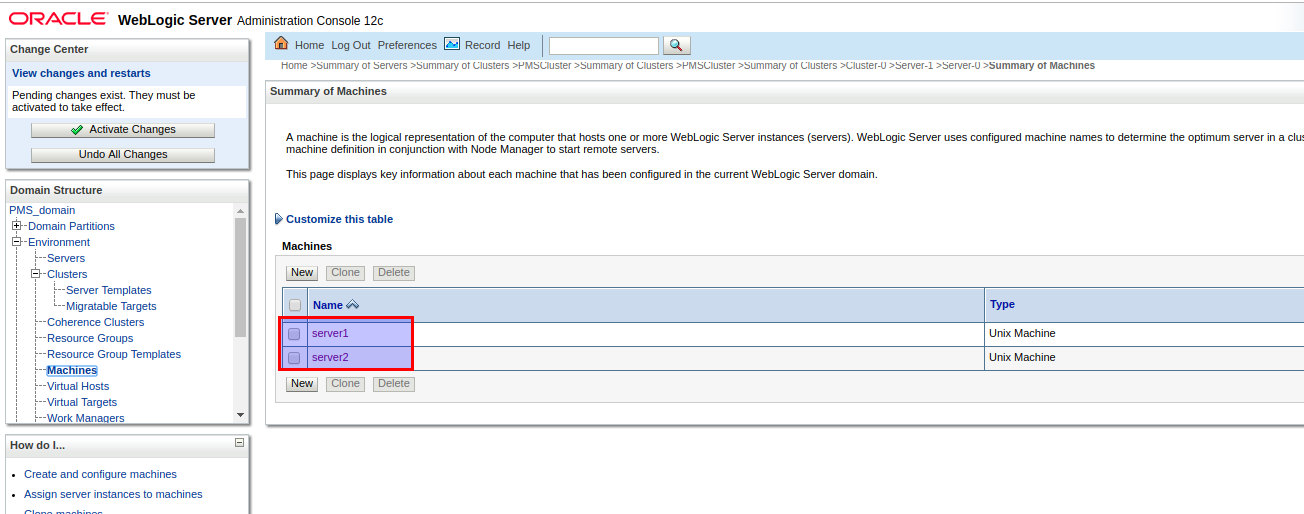 ORACLE WebLogic Server Administration Console 12c
Change Center
View changes and restarts
Pending changes exist. They must be
activated to take effect.
Activate Changes
Undo All Changes
Domain Structure
PMS_domain
Domain Partitions
Environment
Servers
Clusters
Server Templates
Migratable Targets
Coherence Clusters
Resource Groups
Resource Group Templates
Machines
Virtual Hosts
Virtual Targets
Work Managers
How do I...
Create and configure machines
Assign server instances to machines
Clone machines
Home Log Out Preferences Record Help
Home >Summary of Servers >Summary of Clusters >PMSCluster >Summary of Clusters >PMSCluster >Summary of Clusters >Cluster-0 >Server-1 >Server-0 >Summary of Machines
Summary of Machines
A machine is the logical representation of the computer that hosts one or more WebLogic Server instances (servers). WebLogic Server uses configured machine names to determine the optimum server in a clus
machine definition in conjunction with Node Manager to start remote servers.
This page displays key information about each machine that has been configured in the current WebLogic Server domain.
Customize this table
Machines
New Clone Delete
Name Type
server1 Unix Machine
server2 Unix Machine
New Clone Delete